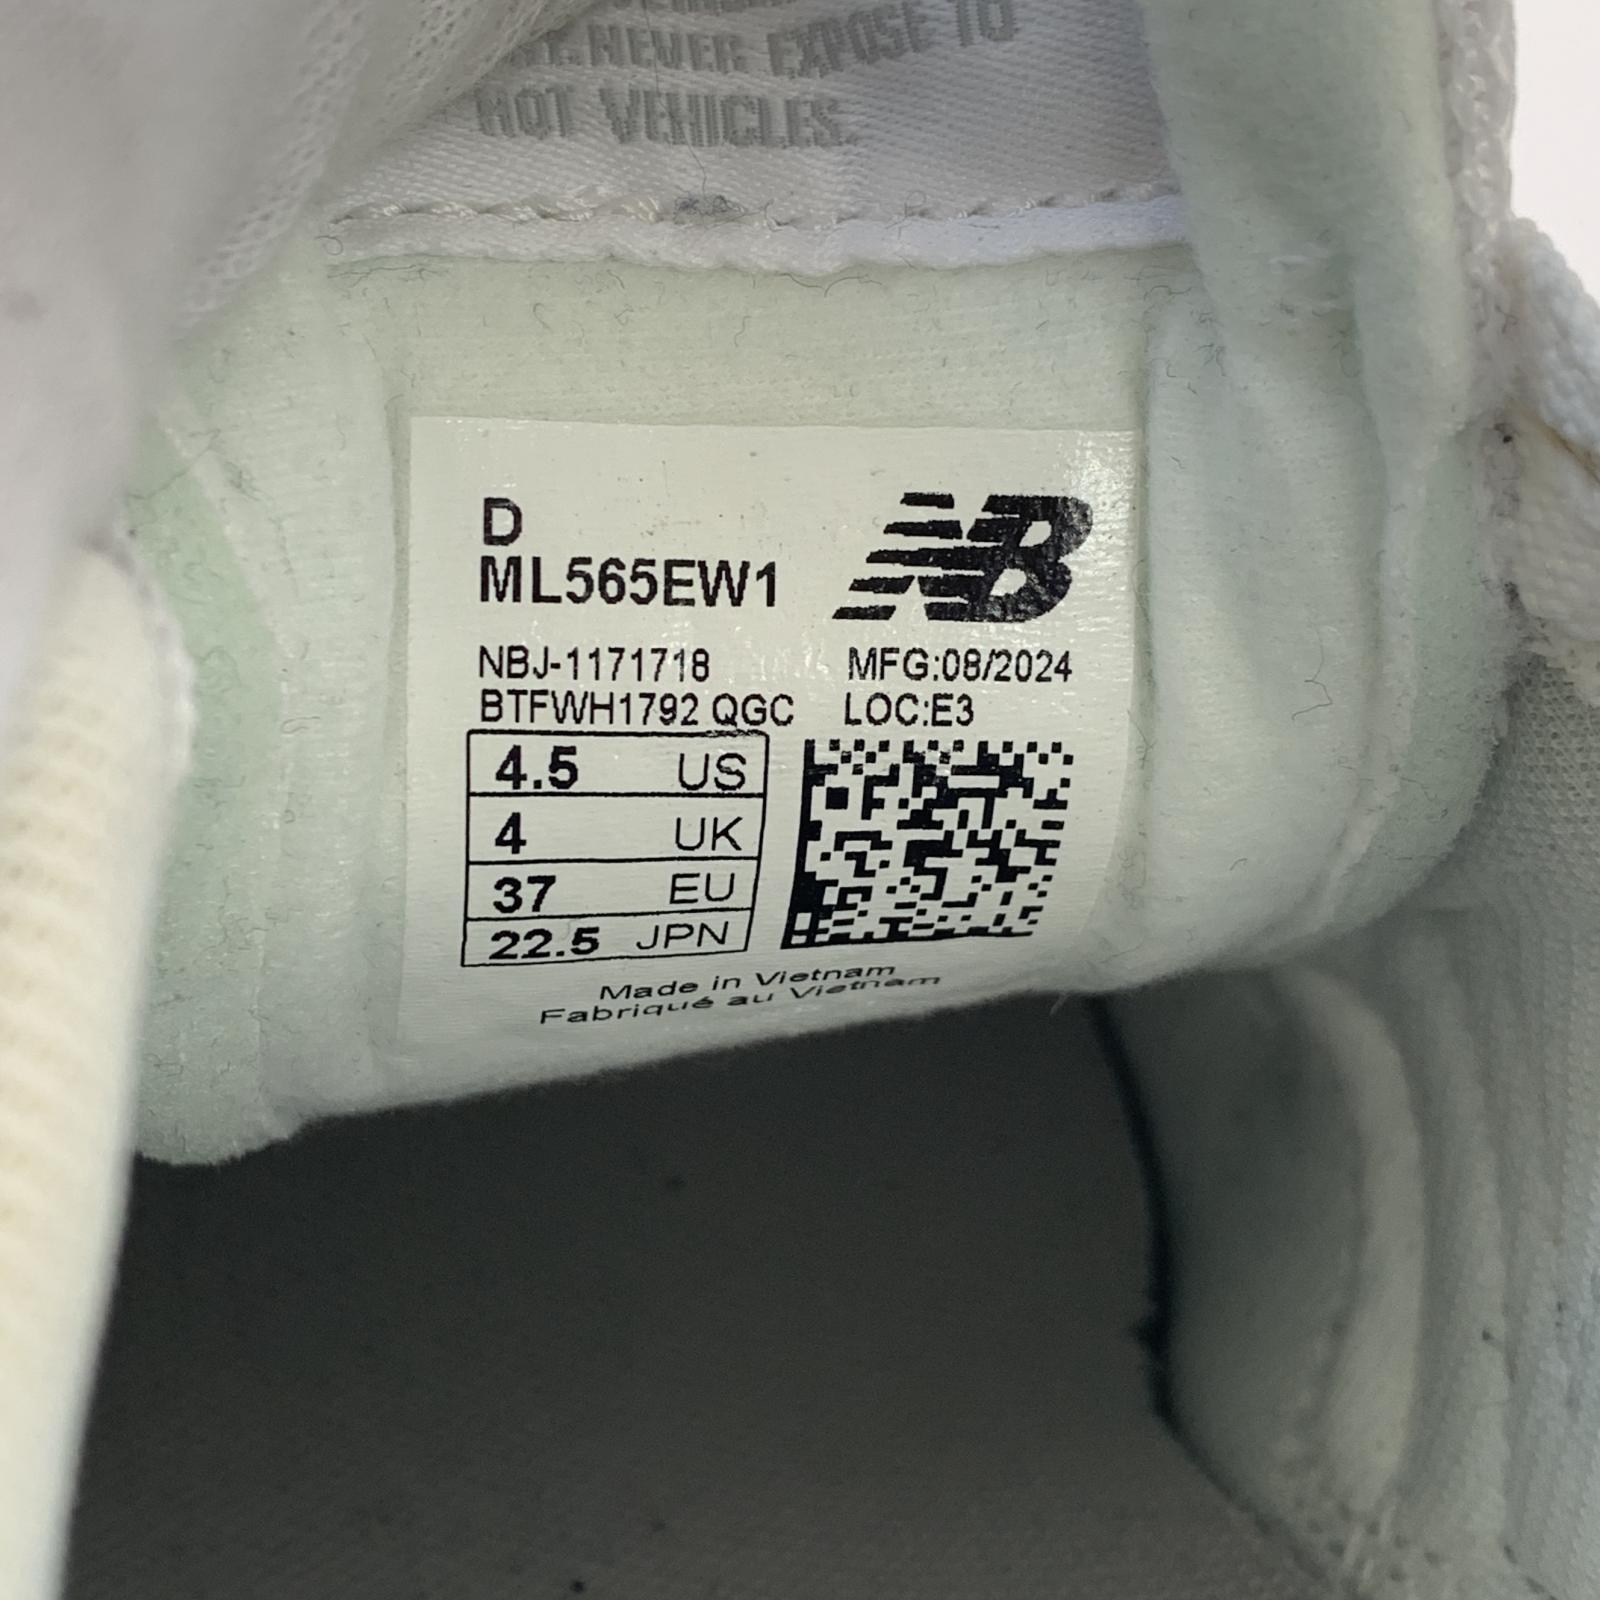 NEVER EXPOSE TO
HOT VEHICLES.
D
ML565EW1
NB
NBJ-1171718 MFG:08/2024
BTFWH1792 QGC LOC:E3
4.5 US
4 UK
37 EU
22.5 JPN
Made in Vietnam
Fabriqué au Vietnam